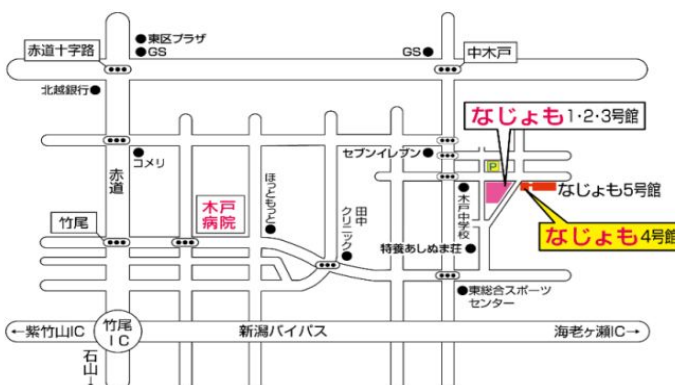 赤道十字路
●東区プラザ
●GS
GS●
中木戸
北越銀行●
なじょも1・2・3号館
●コメリ
セブンイレブン●
P
赤道
ほっともっと●
木戸
病院
田中
クリニック●
●木戸中学校
なじょも5号館
竹尾
なじょも4号館
特養あしぬま荘●
●東総合スポーツ
センター
←紫竹山IC
竹尾
IC
新潟バイパス
海老ヶ瀬IC→
石山→